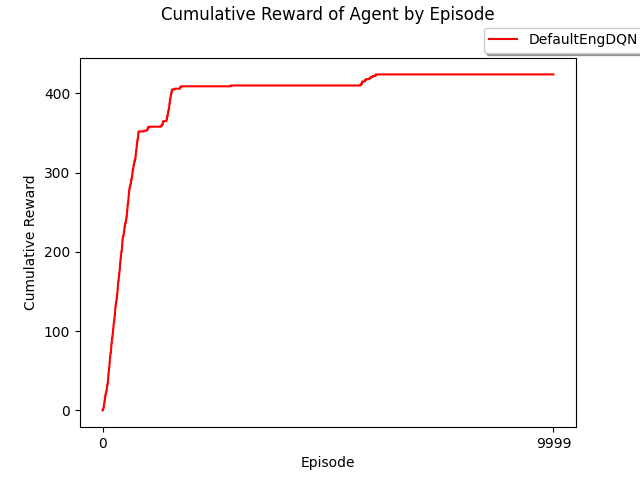 Cumulative Reward of Agent by Episode
DefaultEngDQN
400
300
200
100
0
Cumulative Reward
0 9999
Episode